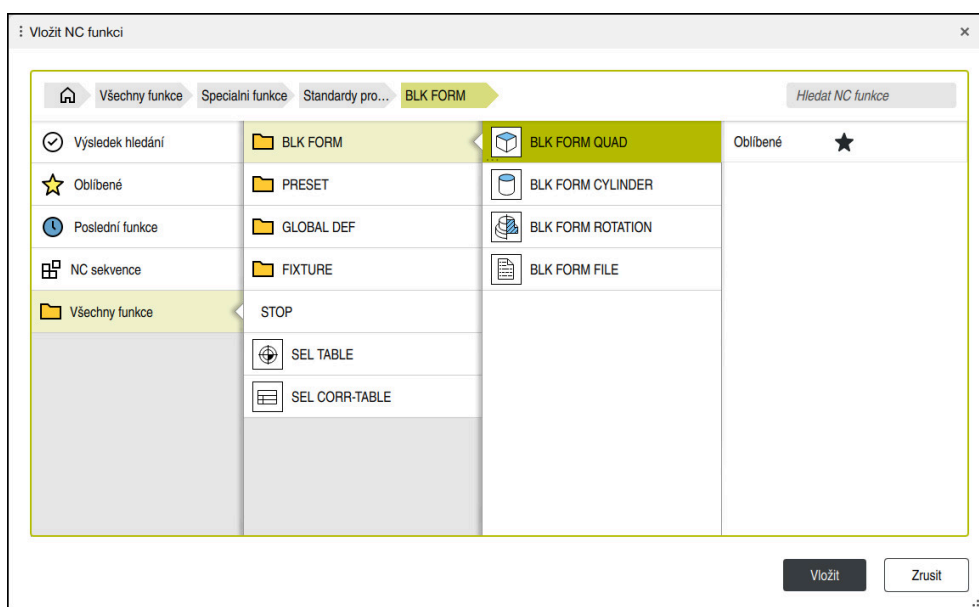 Vložit NC funkci
Všechny funkce
Specialni funkce
Standardy pro...
BLK FORM
Hledat NC funkce
Výsledek hledání
Oblíbené
Poslední funkce
NC sekvence
Všechny funkce
BLK FORM
PRESET
GLOBAL DEF
FIXTURE
STOP
SEL TABLE
SEL CORR-TABLE
BLK FORM QUAD
BLK FORM CYLINDER
BLK FORM ROTATION
BLK FORM FILE
Oblíbené
Vložit
Zrusit